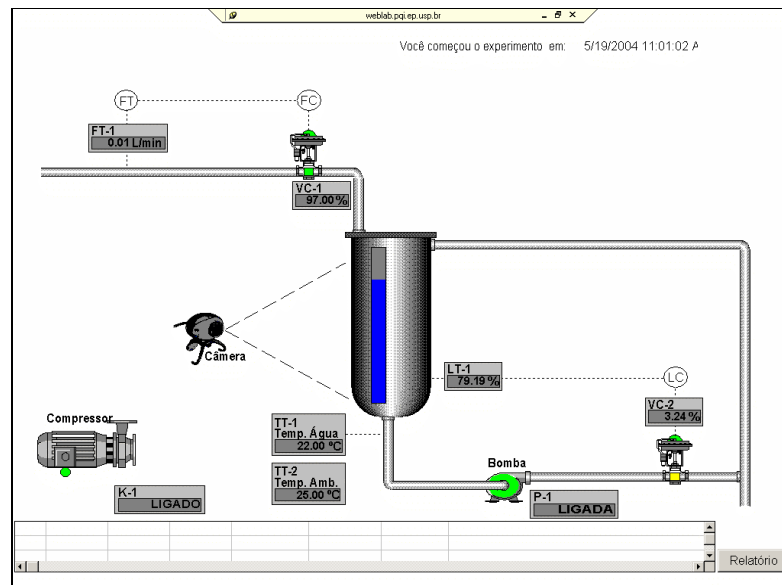 weblab.pqi.ep.usp.br
Você começou o experimento em: 5/19/2004 11:01:02 A
FT
FC
FT-1
0.01 L/min
VC-1
97.00 %
Câmera
LT-1
79.19 %
LC
VC-2
3.24 %
Compressor
TT-1
Temp. Água
22.00 ºC
TT-2
Temp. Amb.
25.00 ºC
Bomba
K-1
LIGADO
P-1
LIGADA
Relatório